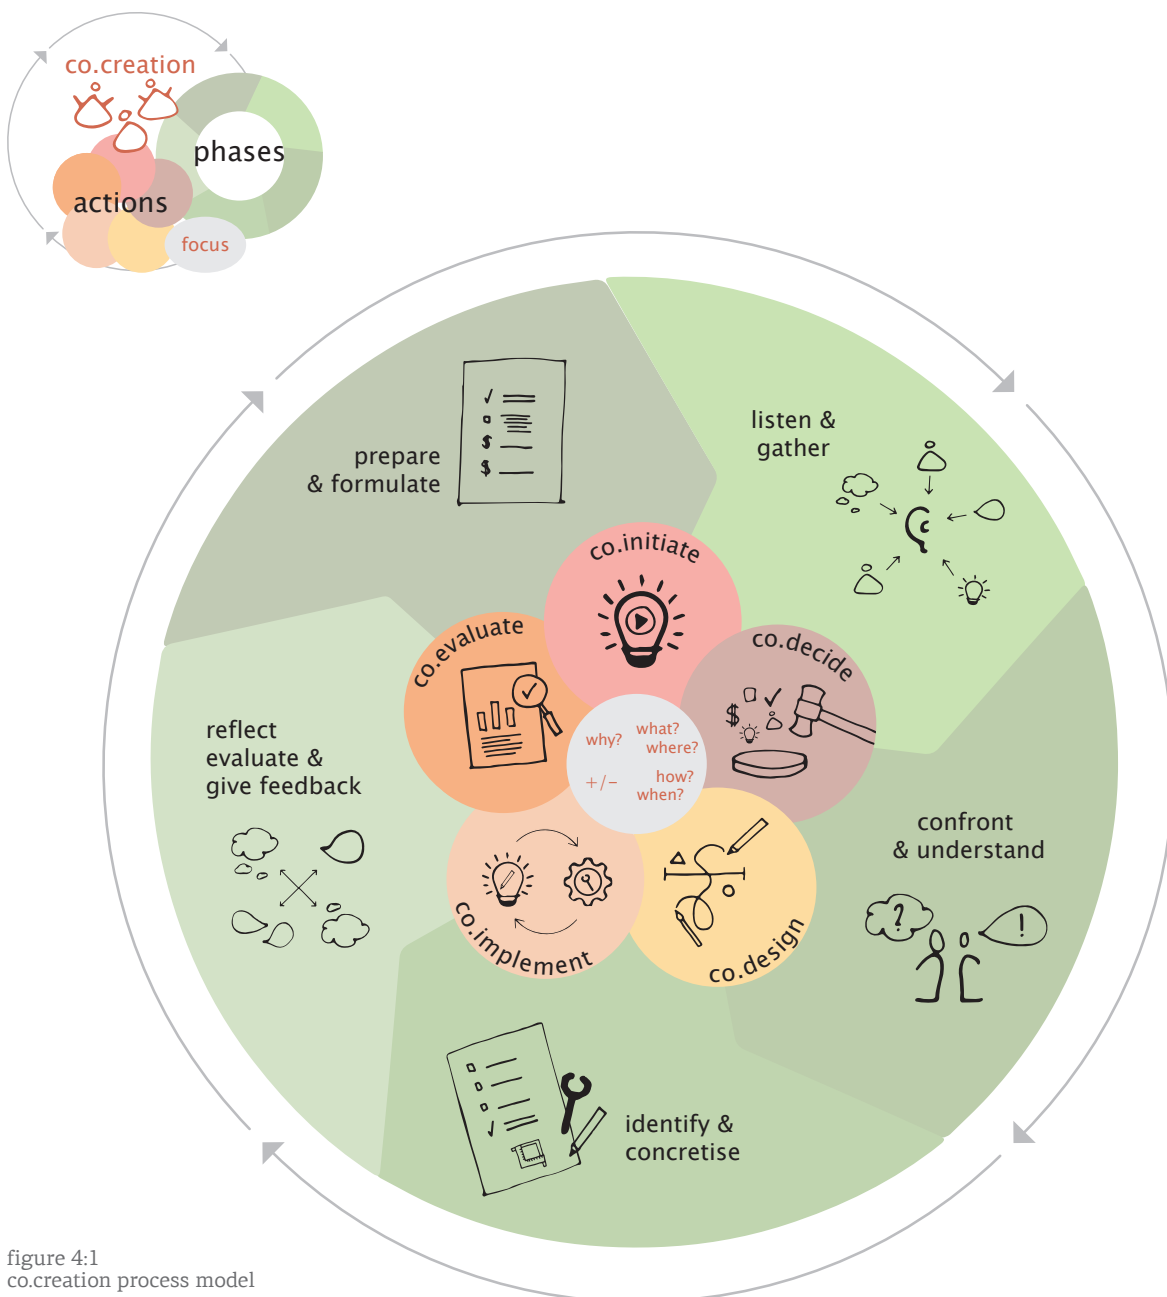 co.creation
phases
actions
focus
prepare
& formulate
✓
$
$
listen &
gather
co.initiate
co.evaluate
co.decide
$
✓
why?
what?
where?
+/–
how?
when?
reflect
evaluate &
give feedback
confront
& understand
?
!
co.implement
co.design
identify &
concretise
figure 4:1
co.creation process model